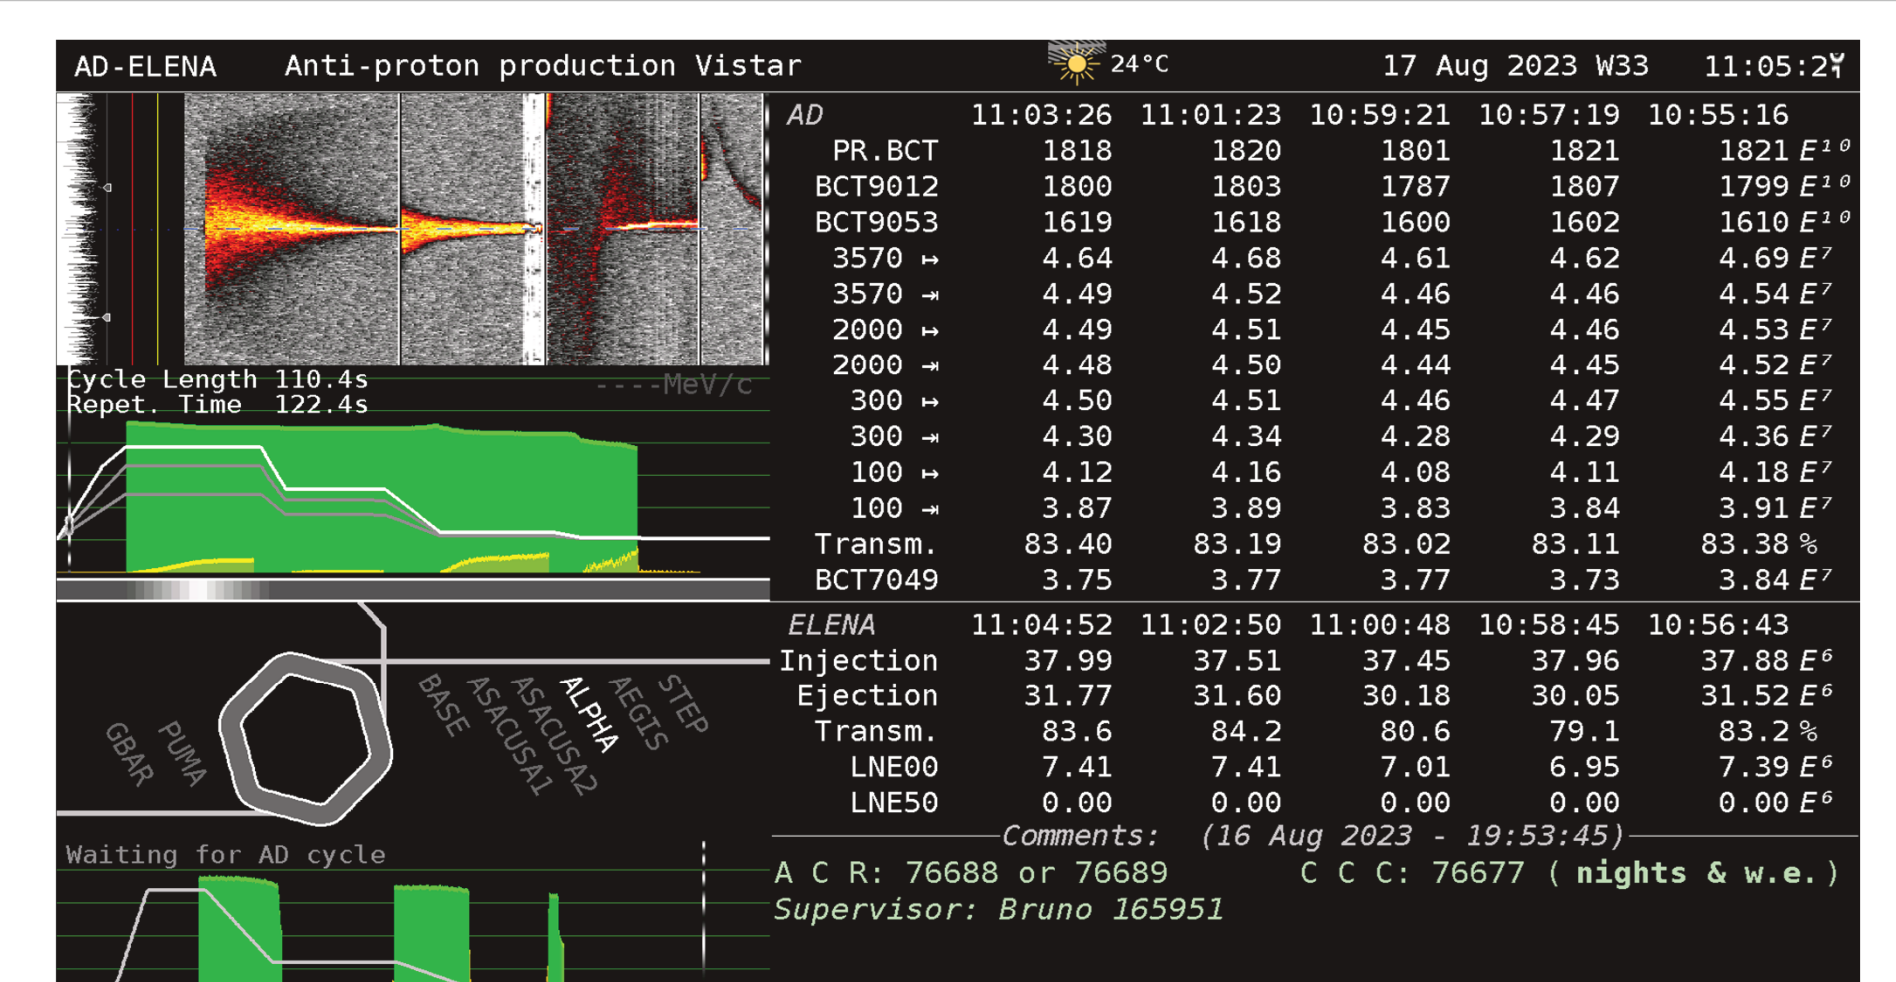 AD-ELENA Anti-proton production Vistar 24°C 17 Aug 2023 W33 11:05:2
Cycle Length 110.4s
Repet. Time 122.4s
----MeV/c
GBAR
PUMA
BASE
ASACUSA1
ASACUSA2
ALPHA
AEGIS
STEP
Waiting for AD cycle
AD 11:03:26 11:01:23 10:59:21 10:57:19 10:55:16
PR.BCT 1818 1820 1801 1821 1821 E¹⁰
BCT9012 1800 1803 1787 1807 1799 E¹⁰
BCT9053 1619 1618 1600 1602 1610 E¹⁰
3570 ↦ 4.64 4.68 4.61 4.62 4.69 E⁷
3570 ⇥ 4.49 4.52 4.46 4.46 4.54 E⁷
2000 ↦ 4.49 4.51 4.45 4.46 4.53 E⁷
2000 ⇥ 4.48 4.50 4.44 4.45 4.52 E⁷
300 ↦ 4.50 4.51 4.46 4.47 4.55 E⁷
300 ⇥ 4.30 4.34 4.28 4.29 4.36 E⁷
100 ↦ 4.12 4.16 4.08 4.11 4.18 E⁷
100 ⇥ 3.87 3.89 3.83 3.84 3.91 E⁷
Transm. 83.40 83.19 83.02 83.11 83.38 %
BCT7049 3.75 3.77 3.77 3.73 3.84 E⁷
ELENA 11:04:52 11:02:50 11:00:48 10:58:45 10:56:43
Injection 37.99 37.51 37.45 37.96 37.88 E⁶
Ejection 31.77 31.60 30.18 30.05 31.52 E⁶
Transm. 83.6 84.2 80.6 79.1 83.2 %
LNE00 7.41 7.41 7.01 6.95 7.39 E⁶
LNE50 0.00 0.00 0.00 0.00 0.00 E⁶
Comments: (16 Aug 2023 - 19:53:45)
A C R: 76688 or 76689 C C C: 76677 ( nights & w.e.)
Supervisor: Bruno 165951